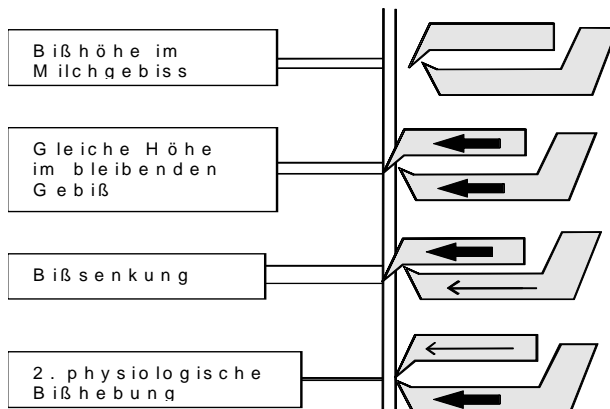 Bißhöhe im
Milchgebiss
Gleiche Höhe
im bleibenden
Gebiß
Bißsenkung
2. physiologische
Bißhebung